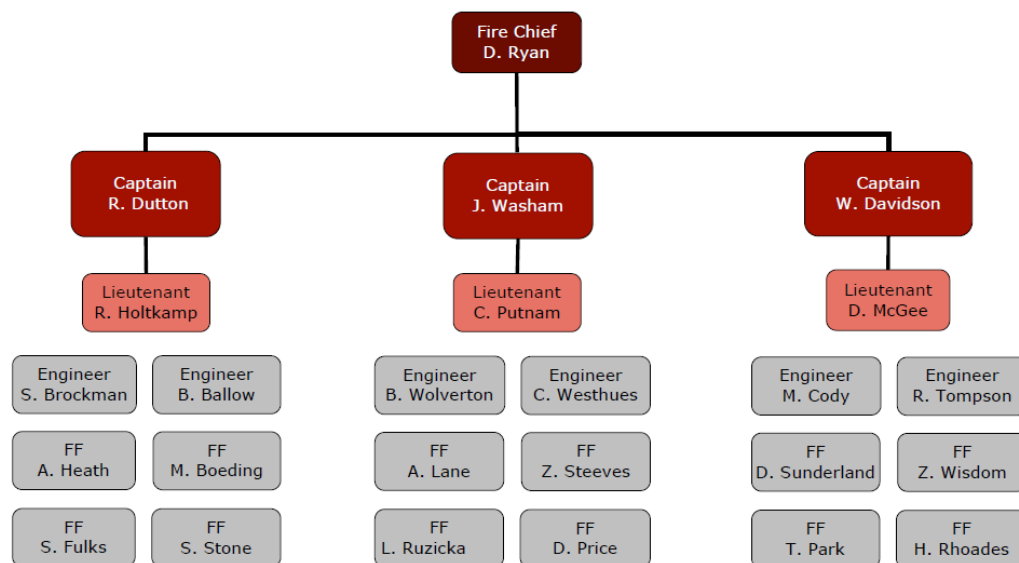 Fire Chief
D. Ryan
Captain
R. Dutton
Captain
J. Washam
Captain
W. Davidson
Lieutenant
R. Holtkamp
Lieutenant
C. Putnam
Lieutenant
D. McGee
Engineer
S. Brockman
Engineer
B. Ballow
Engineer
B. Wolverton
Engineer
C. Westhues
Engineer
M. Cody
Engineer
R. Tompson
FF
A. Heath
FF
M. Boeding
FF
A. Lane
FF
Z. Steeves
FF
D. Sunderland
FF
Z. Wisdom
FF
S. Fulks
FF
S. Stone
FF
L. Ruzicka
FF
D. Price
FF
T. Park
FF
H. Rhoades